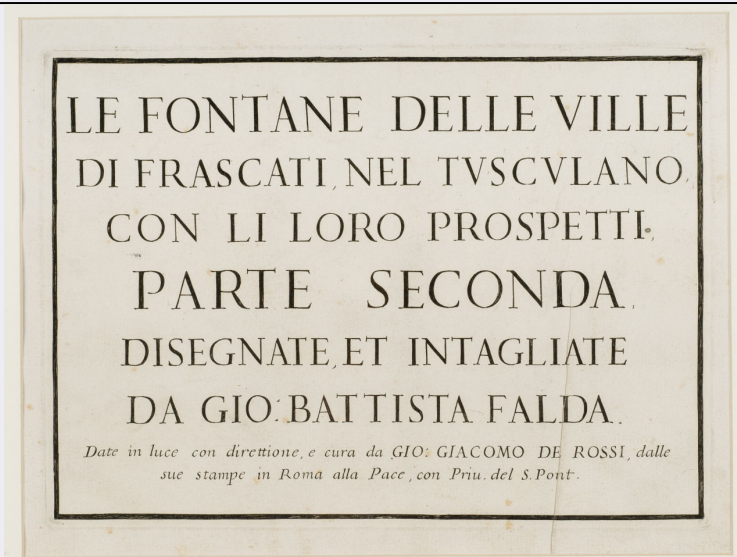 LE FONTANE DELLE VILLE
DI FRASCATI, NEL TVSCVLANO,
CON LI LORO PROSPETTI,
PARTE SECONDA,
DISEGNATE, ET INTAGLIATE
DA GIO: BATTISTA FALDA.
Date in luce con direttione, e cura da GIO: GIACOMO DE ROSSI, dalle
sue stampe in Roma alla Pace, con Priu. del S. Pont.